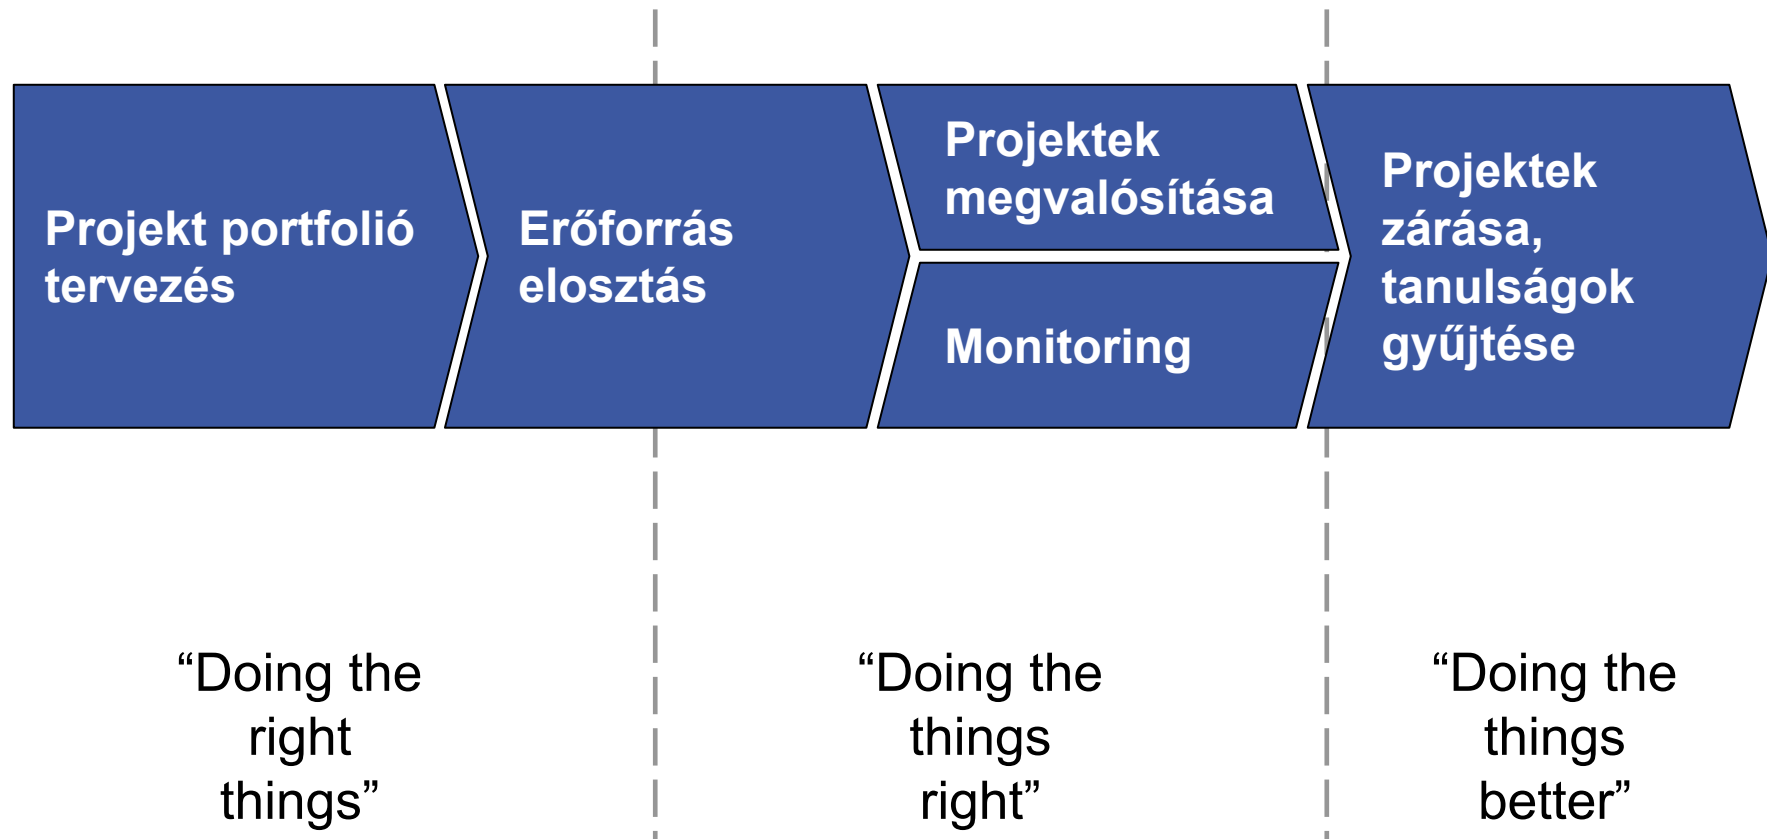 Projekt portfolió
tervezés
Erőforrás
elosztás
Projektek
megvalósítása
Monitoring
Projektek
zárása,
tanulságok
gyűjtése
“Doing the
right
things”
“Doing the
things
right”
“Doing the
things
better”